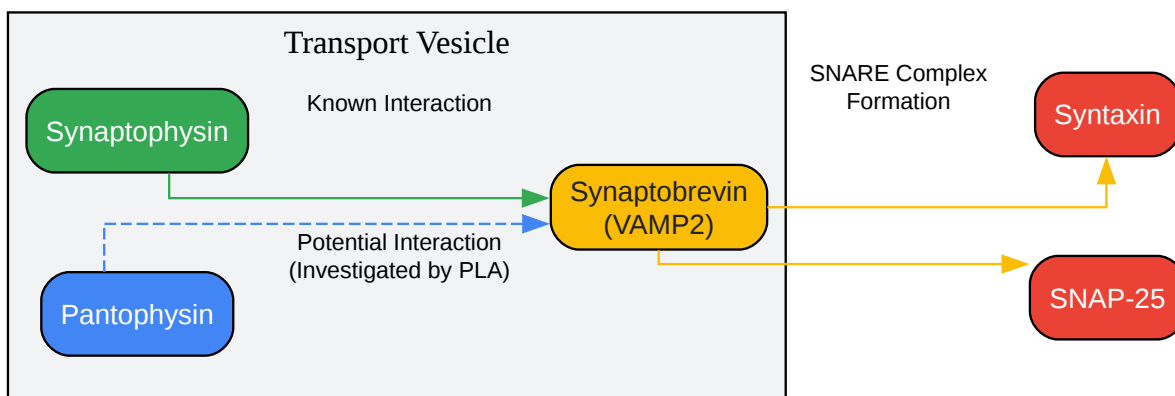 Transport Vesicle
Known Interaction
Synaptophysin
Synaptobrevin
(VAMP2)
Potential Interaction
(Investigated by PLA)
Pantophysin
SNARE Complex
Formation
Syntaxin
SNAP-25